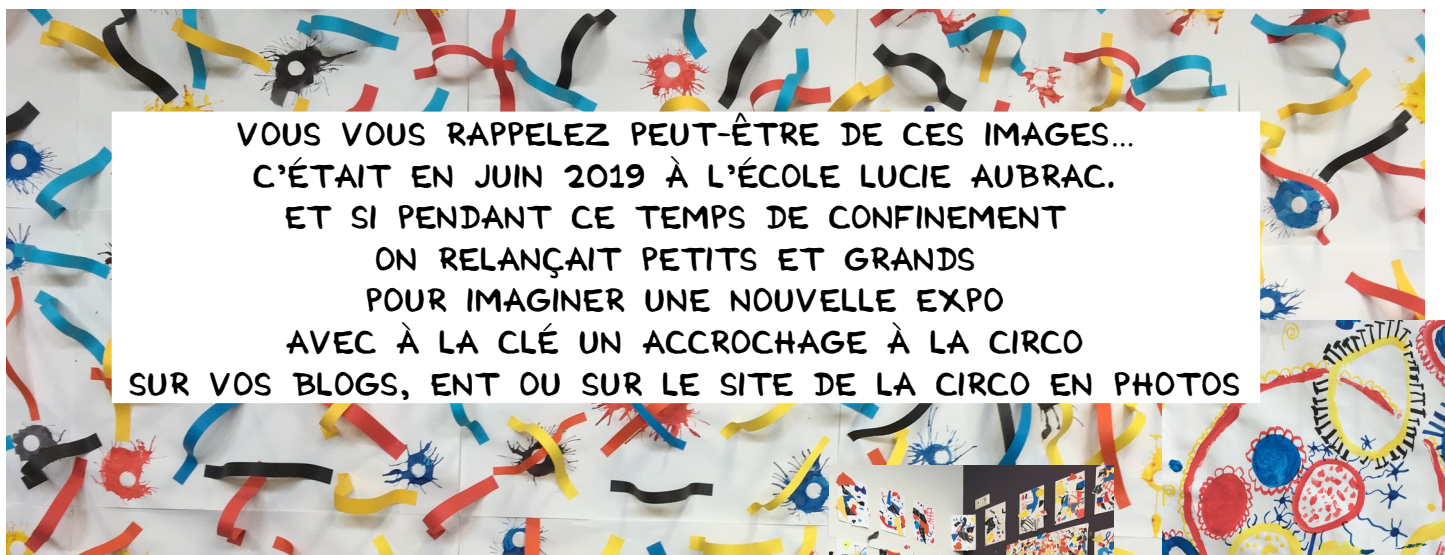 VOUS VOUS RAPPELEZ PEUT-ÊTRE DE CES IMAGES...
C'ÉTAIT EN JUIN 2019 À L'ÉCOLE LUCIE AUBRAC.
ET SI PENDANT CE TEMPS DE CONFINEMENT
ON RELANÇAIT PETITS ET GRANDS
POUR IMAGINER UNE NOUVELLE EXPO
AVEC À LA CLÉ UN ACCROCHAGE À LA CIRCO
SUR VOS BLOGS, ENT OU SUR LE SITE DE LA CIRCO EN PHOTOS